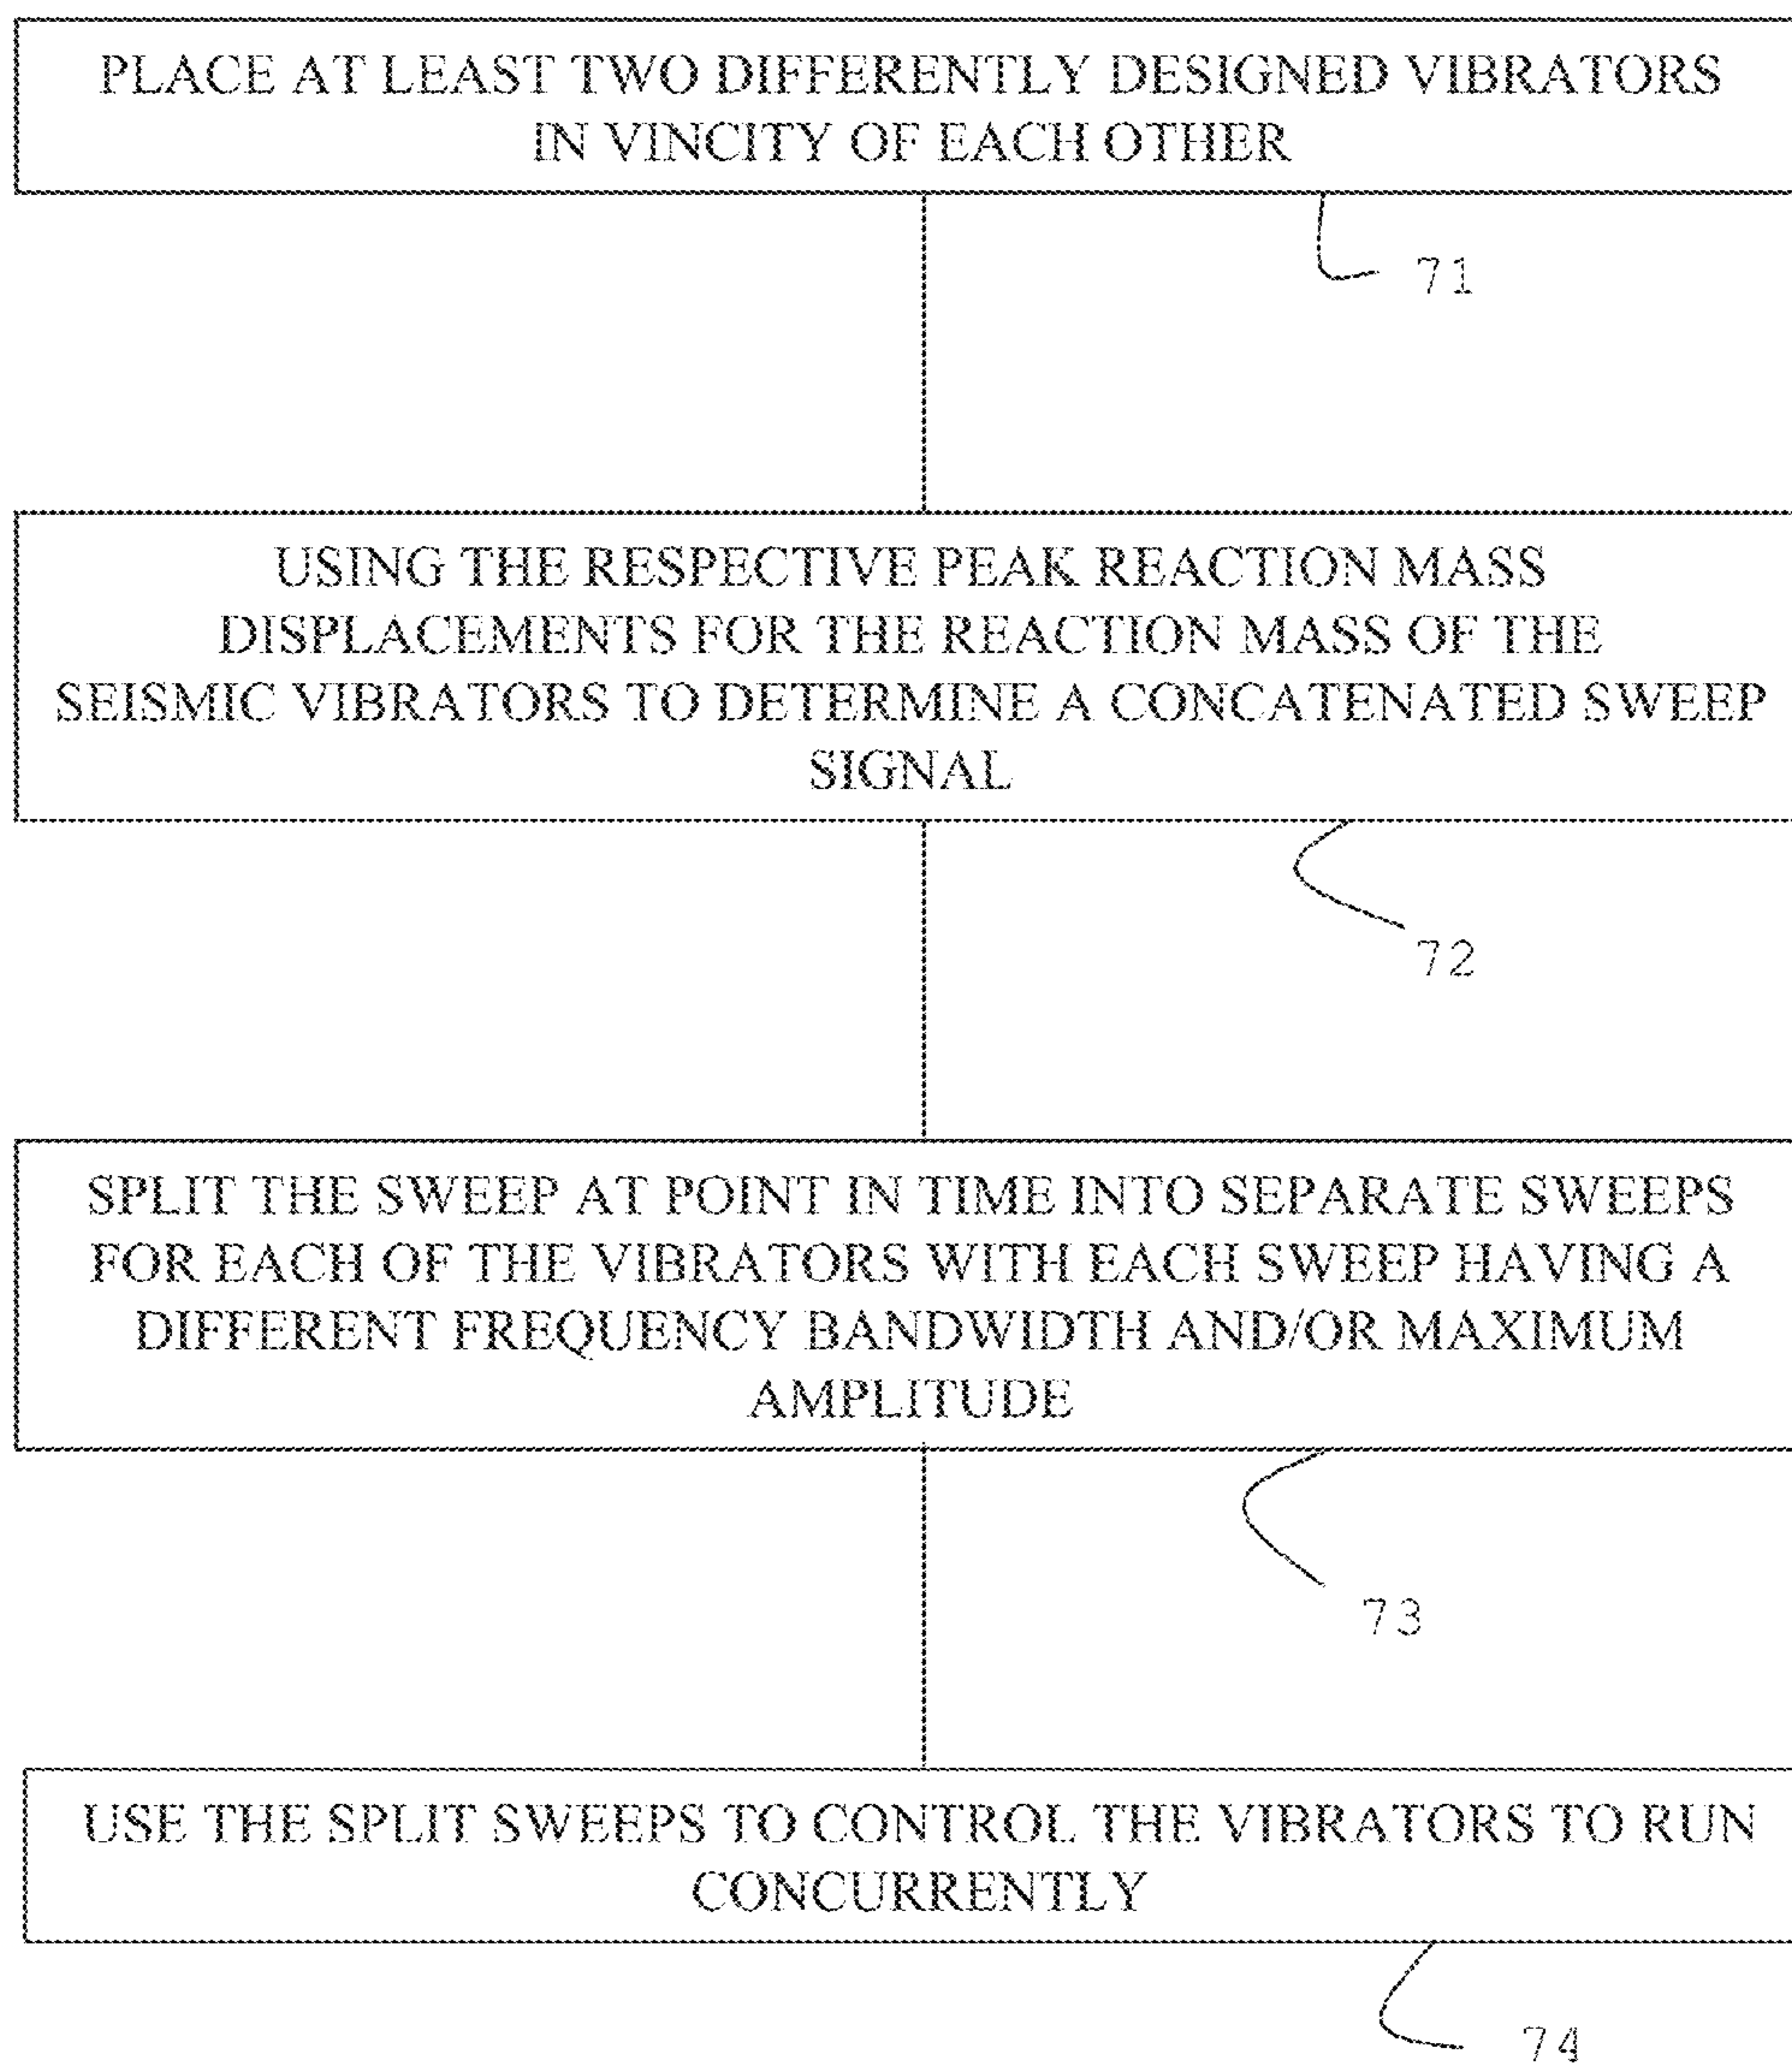 PLACE AT LEAST TWO DIFFERENTLY DESIGNED VIBRATORS
IN VINCITY OF EACH OTHER
71
USING THE RESPECTIVE PEAK REACTION MASS
DISPLACEMENTS FOR THE REACTION MASS OF THE
SEISMIC VIBRATORS TO DETERMINE A CONCATENATED SWEEP
SIGNAL
72
SPLIT THE SWEEP AT POINT IN TIME INTO SEPARATE SWEEPS
FOR EACH OF THE VIBRATORS WITH EACH SWEEP HAVING A
DIFFERENT FREQUENCY BANDWIDTH AND/OR MAXIMUM
AMPLITUDE
73
USE THE SPLIT SWEEPS TO CONTROL THE VIBRATORS TO RUN
CONCURRENTLY
74